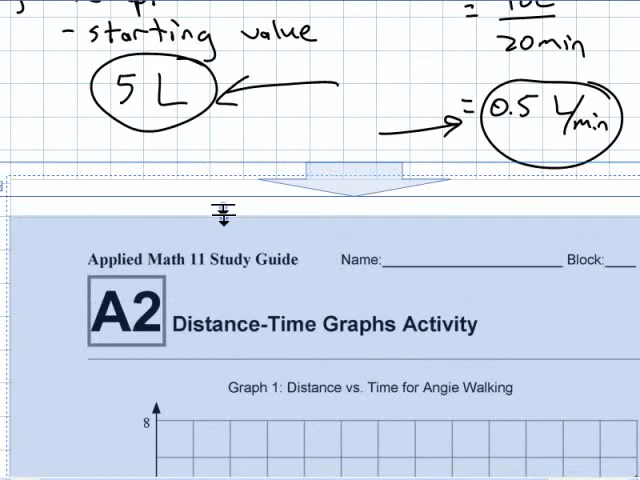 - starting value
=
20min
5 L
= 0.5 L/min
Applied Math 11 Study Guide Name: Block:
A2 Distance-Time Graphs Activity
Graph 1: Distance vs. Time for Angie Walking
8